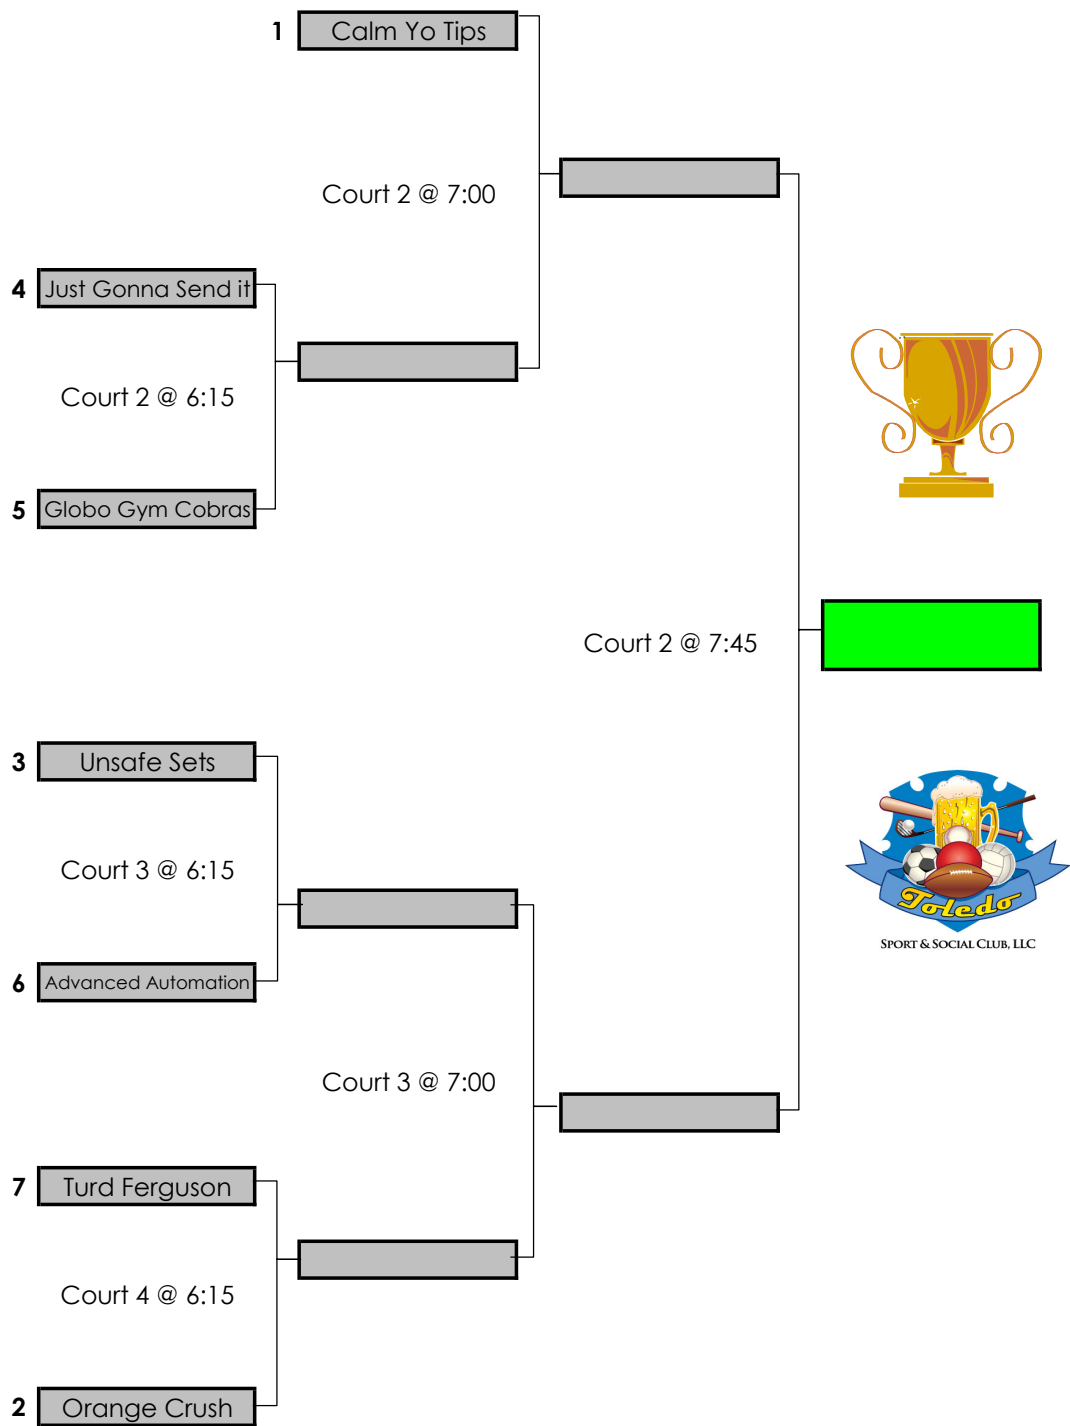 1 Calm Yo Tips
Court 2 @ 7:00
4 Just Gonna Send it
Court 2 @ 6:15
5 Globo Gym Cobras
Court 2 @ 7:45
3 Unsafe Sets
Court 3 @ 6:15
6 Advanced Automation
Toledo
SPORT & SOCIAL CLUB, LLC
Court 3 @ 7:00
7 Turd Ferguson
Court 4 @ 6:15
2 Orange Crush